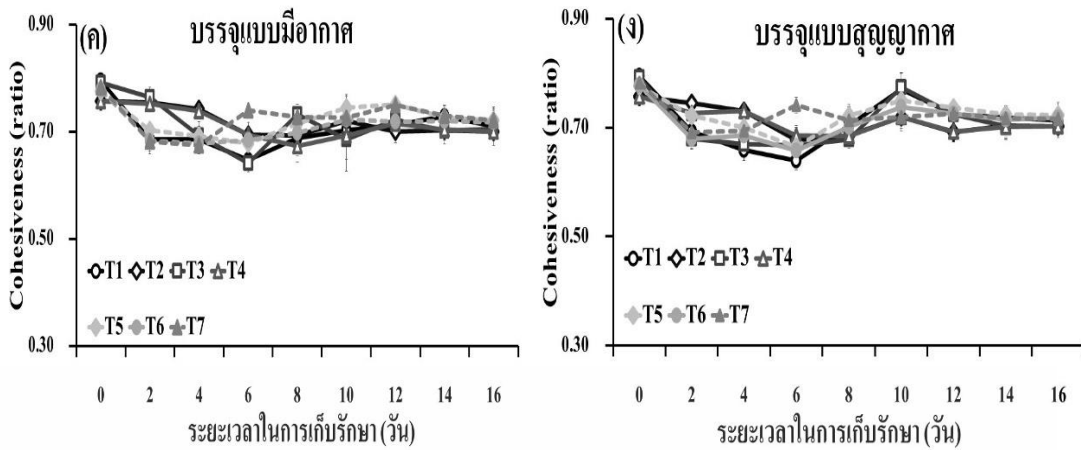 (ค) บรรจุแบบมีอากาศ
Cohesiveness (ratio)
0.90
0.70
0.50
0.30
T1 T2 T3 T4
T5 T6 T7
0 2 4 6 8 10 12 14 16
ระยะเวลาในการเก็บรักษา (วัน)
(ง) บรรจุแบบสุญญากาศ
Cohesiveness (ratio)
0.90
0.70
0.50
0.30
T1 T2 T3 T4
T5 T6 T7
0 2 4 6 8 10 12 14 16
ระยะเวลาในการเก็บรักษา (วัน)